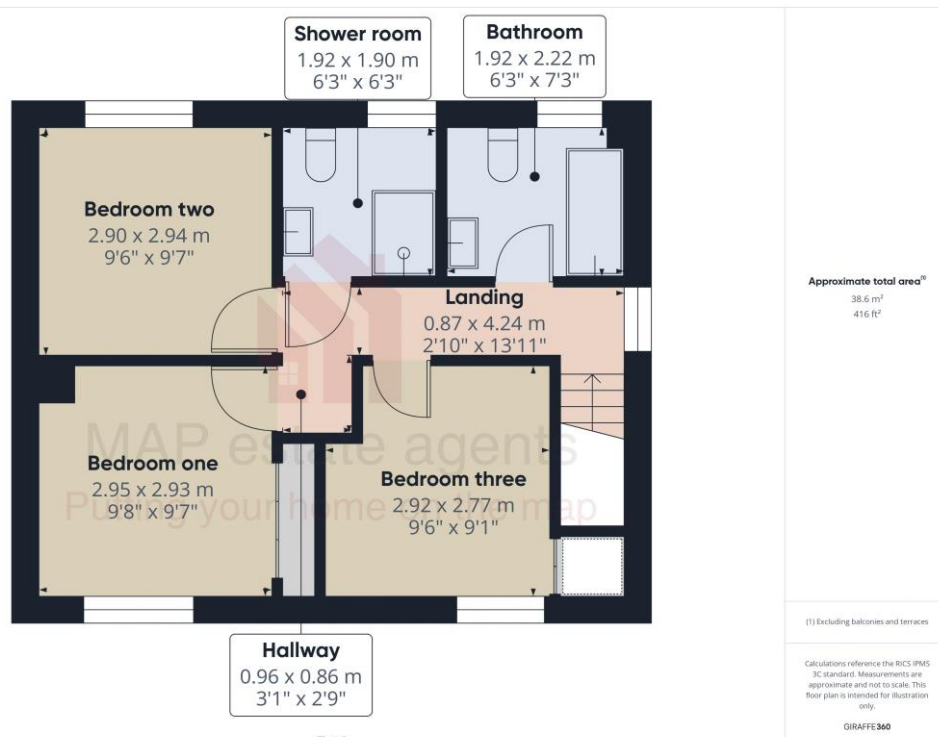 Shower room
1.92 x 1.90 m
6'3" x 6'3"
Bathroom
1.92 x 2.22 m
6'3" x 7'3"
Bedroom two
2.90 x 2.94 m
9'6" x 9'7"
Landing
0.87 x 4.24 m
2'10" x 13'11"
MAP estate agents
Putting your home on the map
Bedroom one
2.95 x 2.93 m
9'8" x 9'7"
Bedroom three
2.92 x 2.77 m
9'6" x 9'1"
Hallway
0.96 x 0.86 m
3'1" x 2'9"
Approximate total area⁽¹⁾
38.6 m²
416 ft²
(1) Excluding balconies and terraces
Calculations reference the RICS IPMS
3C standard. Measurements are
approximate and not to scale. This
floor plan is intended for illustration
only.
GIRAFFE360